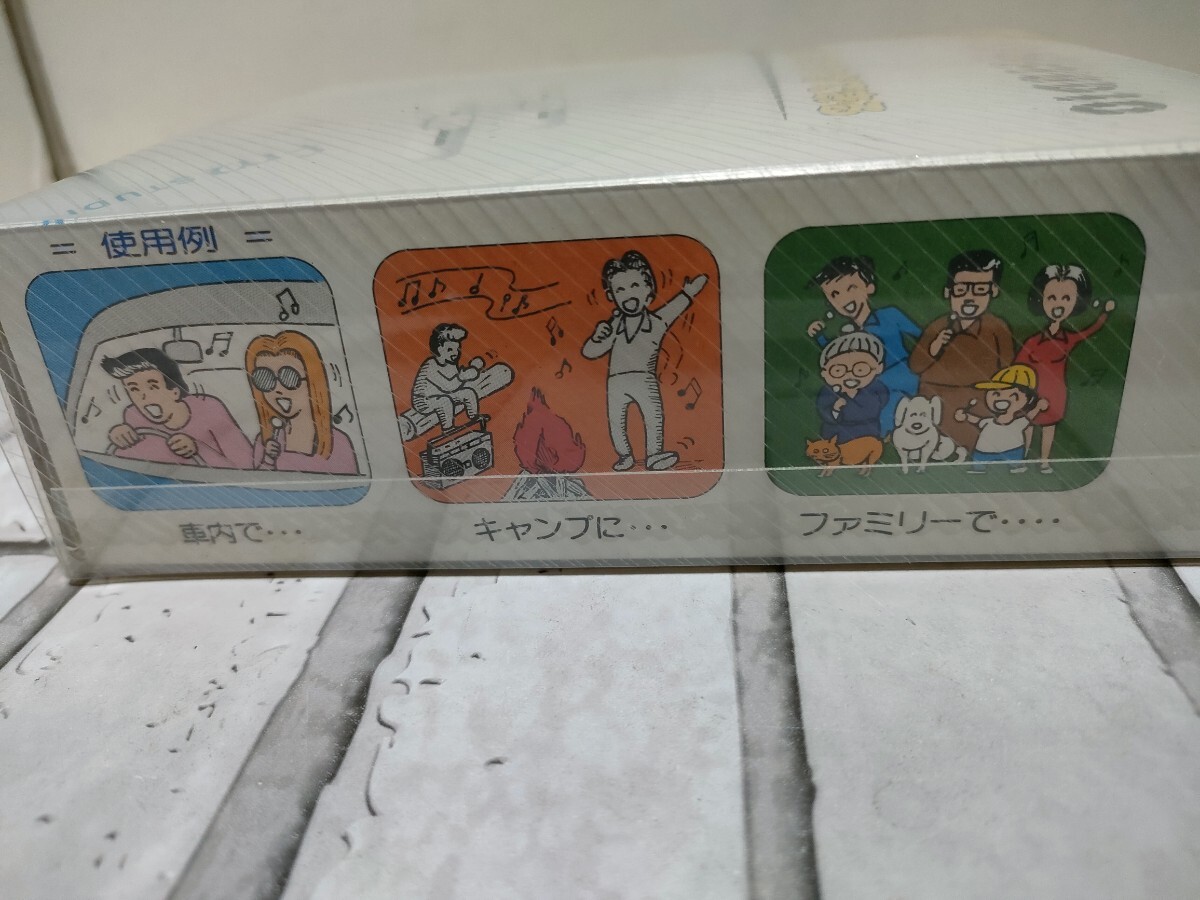 = 使用例 =
車内で・・・
キャンプに・・・
ファミリーで・・・・